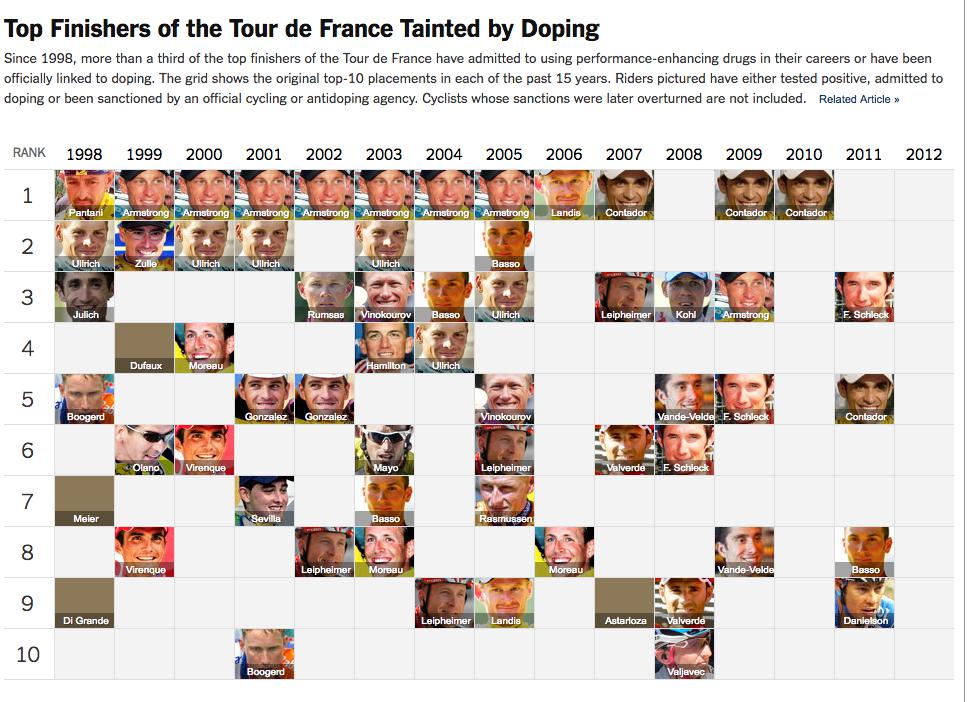 Top Finishers of the Tour de France Tainted by Doping
Since 1998, more than a third of the top finishers of the Tour de France have admitted to using performance-enhancing drugs in their careers or have been
officially linked to doping. The grid shows the original top-10 placements in each of the past 15 years. Riders pictured have either tested positive, admitted to
doping or been sanctioned by an official cycling or antidoping agency. Cyclists whose sanctions were later overturned are not included. Related Article »
RANK 1998 1999 2000 2001 2002 2003 2004 2005 2006 2007 2008 2009 2010 2011 2012
1 Pantani Armstrong Armstrong Armstrong Armstrong Armstrong Armstrong Armstrong Landis Contador Contador Contador
2 Ullrich Zulle Ullrich Ullrich Ullrich Basso
3 Julich Rumsas Vinokourov Basso Ullrich Leipheimer Kohl Armstrong F. Schleck
4 Dufaux Moreau Hamilton Ullrich
5 Boogerd Gonzalez Gonzalez Vinokourov Vande-Velde F. Schleck Contador
6 Olano Virenque Mayo Leipheimer Valverde F. Schleck
7 Meier Sevilla Basso Rasmussen
8 Virenque Leipheimer Moreau Moreau Vande-Velde Basso
9 Di Grande Leipheimer Landis Astarloza Valverde Danielson
10 Boogerd Valjavec